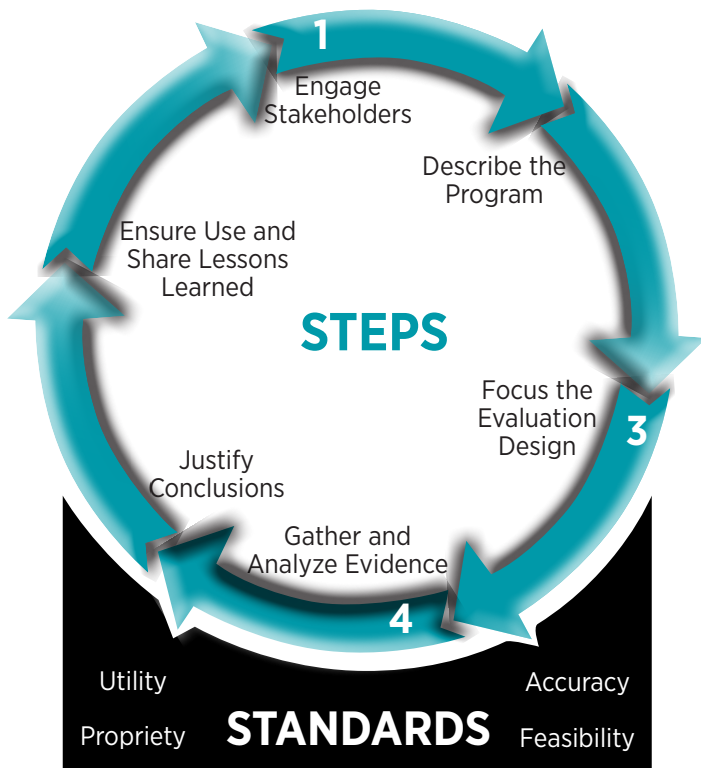 1
Engage
Stakeholders
Describe the
Program
3
Focus the
Evaluation
Design
4
Gather and
Analyze Evidence
Justify
Conclusions
Ensure Use and
Share Lessons
Learned
STEPS
Utility
Propriety
STANDARDS
Accuracy
Feasibility